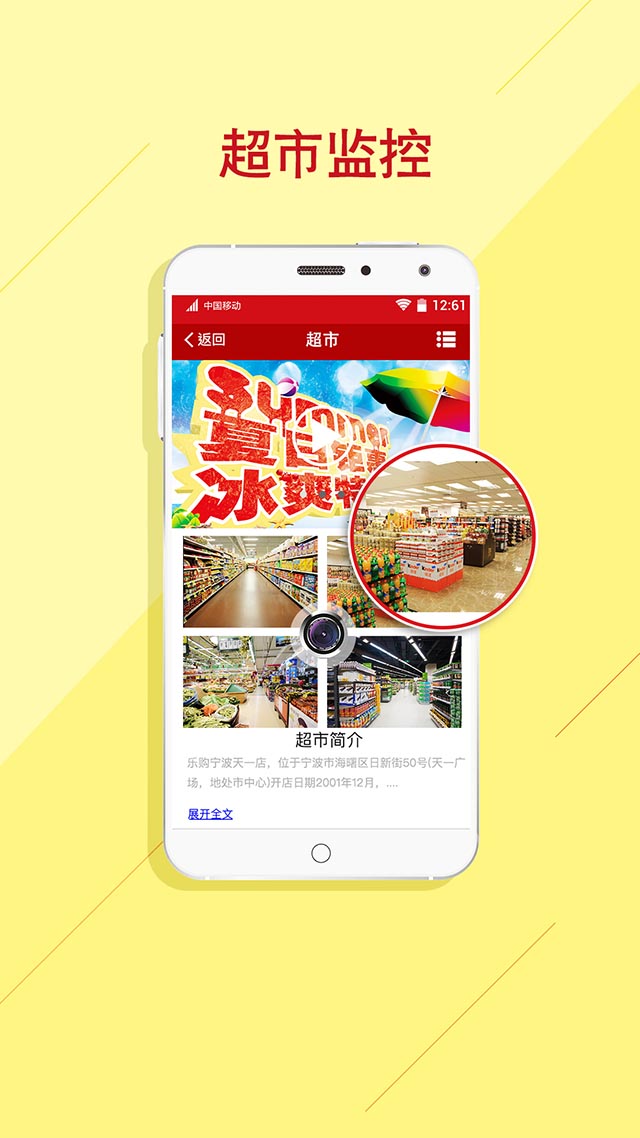 超市监控
中国移动 12:61
返回 超市
Summer
夏日钜惠
冰爽特
超市简介
乐购宁波天一店，位于宁波市海曙区日新街50号(天一广
场，地处市中心)开店日期2001年12月，....
展开全文